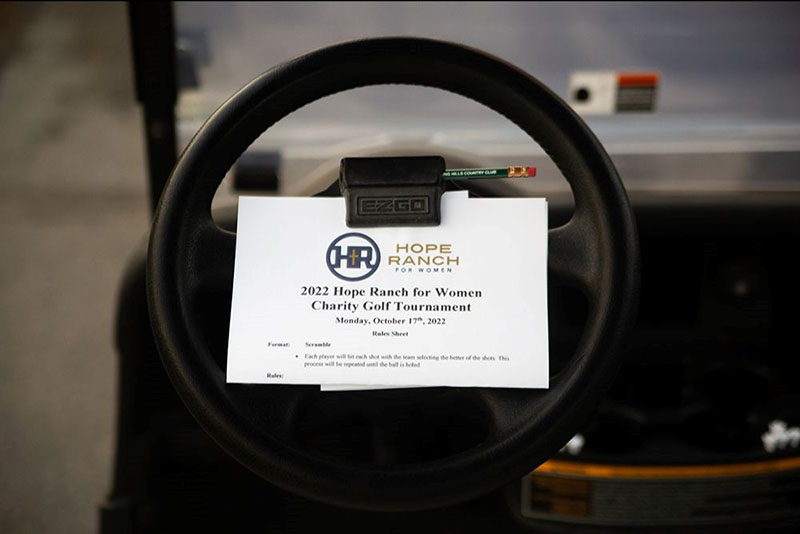 HILLS COUNTRY CLUB
EZGO
HR HOPE
RANCH
FOR WOMEN
2022 Hope Ranch for Women
Charity Golf Tournament
Monday, October 17th, 2022
Rules Sheet
Format: Scramble
• Each player will hit each shot with the team selecting the better of the shots. This
process will be repeated until the ball is holed
Rules: